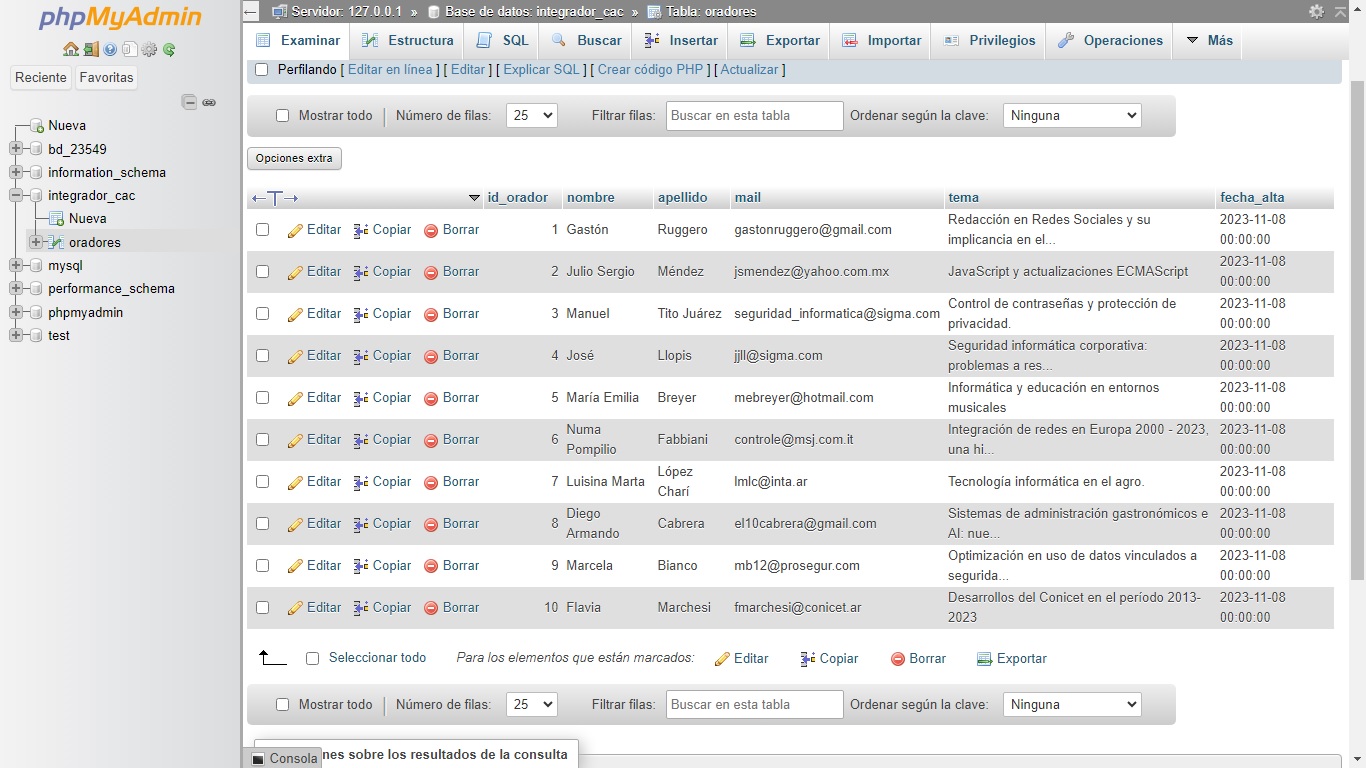 phpMyAdmin
Reciente Favoritas
Nueva
bd_23549
information_schema
integrador_cac
Nueva
oradores
mysql
performance_schema
phpmyadmin
test
Servidor: 127.0.0.1 » Base de datos: integrador_cac » Tabla: oradores
Examinar Estructura SQL Buscar Insertar Exportar Importar Privilegios Operaciones Más
Perfilando [ Editar en línea ] [ Editar ] [ Explicar SQL ] [ Crear código PHP ] [ Actualizar ]
Mostrar todo | Número de filas: 25 Filtrar filas: Buscar en esta tabla Ordenar según la clave: Ninguna
Opciones extra
←T→ id_orador nombre apellido mail tema fecha_alta
Editar Copiar Borrar 1 Gastón Ruggero gastonruggero@gmail.com Redacción en Redes Sociales y su implicancia en el... 2023-11-08 00:00:00
Editar Copiar Borrar 2 Julio Sergio Méndez jsmendez@yahoo.com.mx JavaScript y actualizaciones ECMAScript 2023-11-08 00:00:00
Editar Copiar Borrar 3 Manuel Tito Juárez seguridad_informatica@sigma.com Control de contraseñas y protección de privacidad. 2023-11-08 00:00:00
Editar Copiar Borrar 4 José Llopis jjll@sigma.com Seguridad informática corporativa: problemas a res... 2023-11-08 00:00:00
Editar Copiar Borrar 5 María Emilia Breyer mebreyer@hotmail.com Informática y educación en entornos musicales 2023-11-08 00:00:00
Editar Copiar Borrar 6 Numa Pompilio Fabbiani controle@msj.com.it Integración de redes en Europa 2000 - 2023, una hi... 2023-11-08 00:00:00
Editar Copiar Borrar 7 Luisina Marta López Charí lmlc@inta.ar Tecnología informática en el agro. 2023-11-08 00:00:00
Editar Copiar Borrar 8 Diego Armando Cabrera el10cabrera@gmail.com Sistemas de administración gastronómicos e AI: nue... 2023-11-08 00:00:00
Editar Copiar Borrar 9 Marcela Bianco mb12@prosegur.com Optimización en uso de datos vinculados a segurida... 2023-11-08 00:00:00
Editar Copiar Borrar 10 Flavia Marchesi fmarchesi@conicet.ar Desarrollos del Conicet en el período 2013-2023 2023-11-08 00:00:00
Seleccionar todo Para los elementos que están marcados: Editar Copiar Borrar Exportar
Mostrar todo | Número de filas: 25 Filtrar filas: Buscar en esta tabla Ordenar según la clave: Ninguna
Consola nes sobre los resultados de la consulta